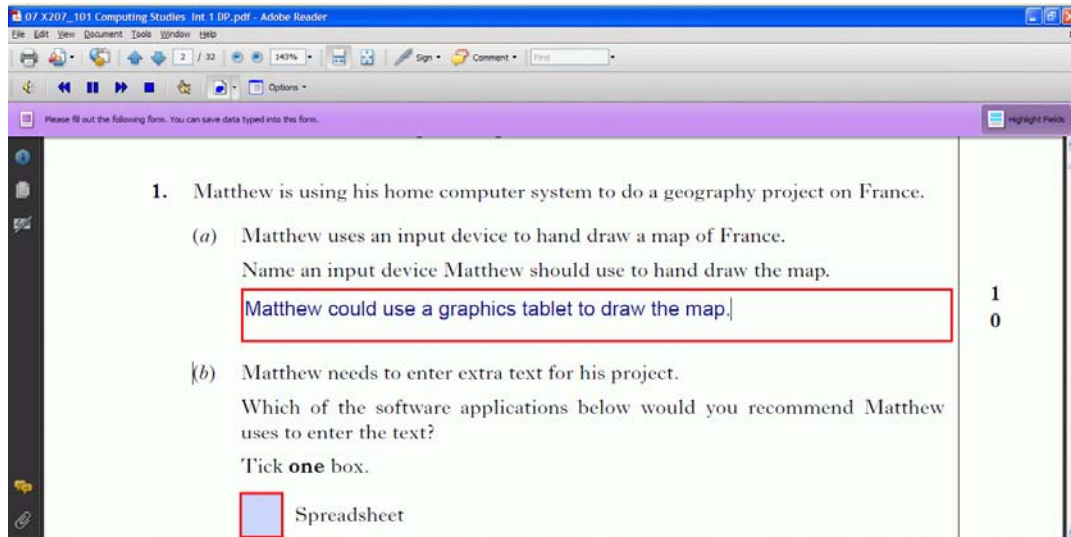 07 X207_101 Computing Studies Int 1 DP.pdf - Adobe Reader
File Edit View Document Tools Window Help
2 / 32 143% Sign Comment Find
Options
Please fill out the following form. You can save data typed into this form.
Highlight Fields
1. Matthew is using his home computer system to do a geography project on France.
(a) Matthew uses an input device to hand draw a map of France.
Name an input device Matthew should use to hand draw the map.
Matthew could use a graphics tablet to draw the map.
1
0
(b) Matthew needs to enter extra text for his project.
Which of the software applications below would you recommend Matthew
uses to enter the text?
Tick one box.
Spreadsheet